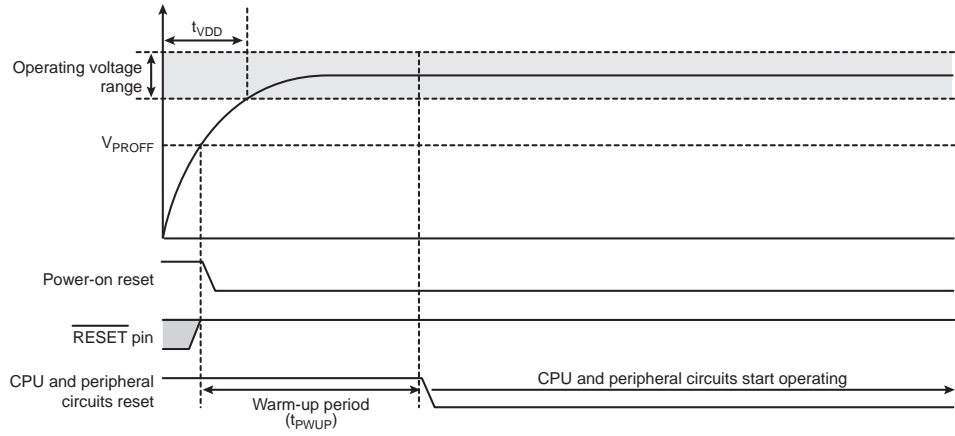 tVDD
Operating voltage
range
VPROFF
Power-on reset
RESET pin
CPU and peripheral
circuits reset
CPU and peripheral circuits start operating
Warm-up period
(tPWUP)